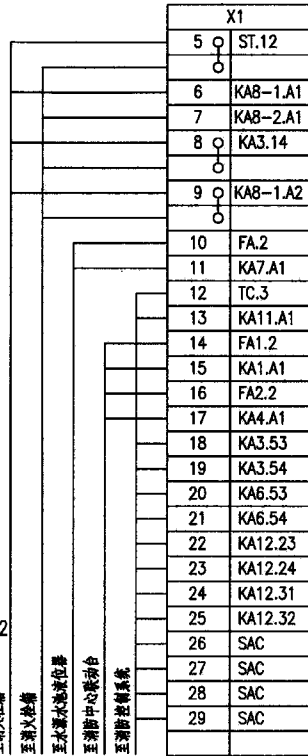 X1
5 ST.12
6 KA8-1.A1
7 KA8-2.A1
8 KA3.14
9 KA8-1.A2
10 FA.2
11 KA7.A1
12 TC.3
13 KA11.A1
14 FA1.2
15 KA1.A1
16 FA2.2
17 KA4.A1
18 KA3.53
19 KA3.54
20 KA6.53
21 KA6.54
22 KA12.23
23 KA12.24
24 KA12.31
25 KA12.32
26 SAC
27 SAC
28 SAC
29 SAC
2
至消火栓箱
至水源水池液位器
至消防中心联动台
至消防控制系统